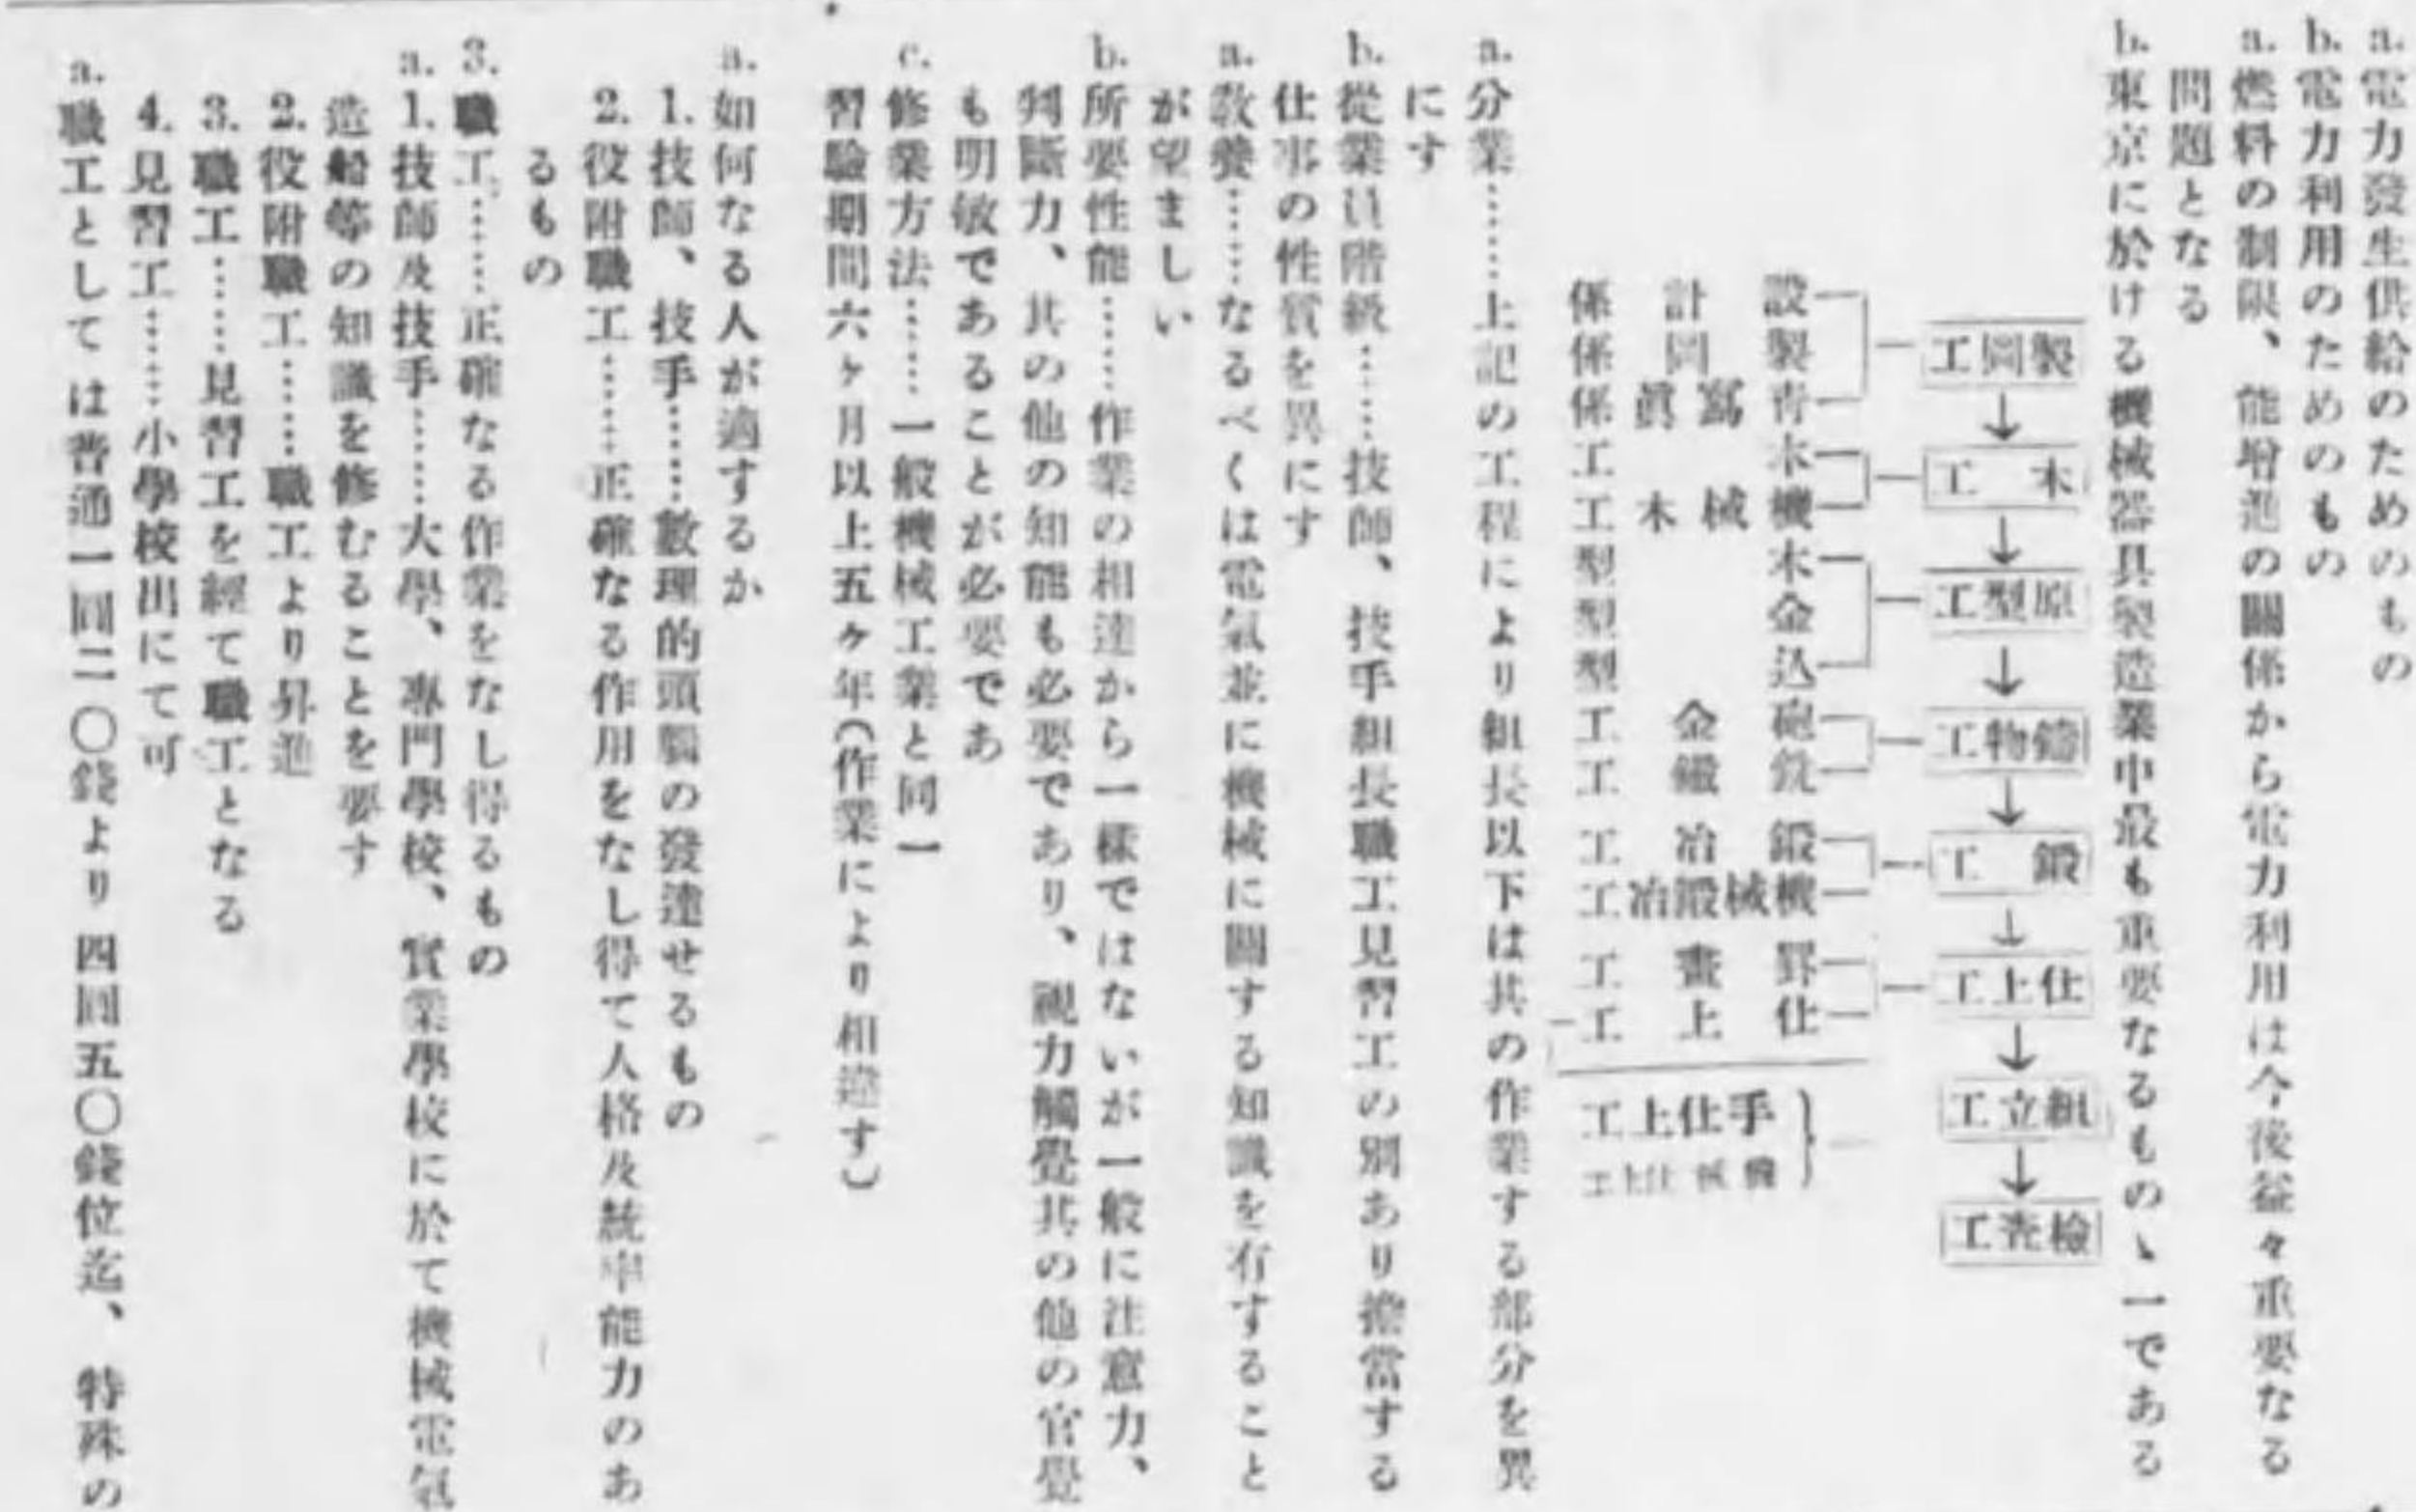 a. 電力發生供給のためのもの
b. 電力利用のためのもの
a. 燃料の制限、能增進の關係から電力利用は今後益々重要なる
問題となる
b. 東京に於ける機械器具製造業中最も重要なるものゝ一である
製圖工
木工
原型工
鑄物工
鍛工
仕上工
組立工
檢査工
設計係
製圖係
靑寫眞係
木工
機械木工
木型
金型
込型
砲金工
銑鐵工
鍛冶工
機械鍛冶工
罫畫工
仕上工
手仕上工
機械仕上工
a. 分業………上記の工程により組長以下は其の作業する部分を異
にす
b. 從業員階級………技師、技手組長職工見習工の別あり擔當する
仕事の性質を異にす
a. 敎養………なるべくは電氣並に機械に關する知識を有すること
が望ましい
b. 所要性能………作業の相違から一樣ではないが一般に注意力、
判斷力、其の他の知能も必要であり、視力觸覺其の他の官覺
も明敏であることが必要であ
c. 修業方法………一般機械工業と同一
習驗期間六ヶ月以上五ヶ年(作業により相違す)
a. 如何なる人が適するか
1. 技師、技手………數理的頭腦の發達せるもの
2. 役附職工………正確なる作用をなし得て人格及統率能力のあ
るもの
3. 職工………正確なる作業をなし得るもの
a. 1. 技師及技手………大學、專門學校、實業學校に於て機械電氣
造船等の知識を修むることを要す
2. 役附職工………職工より昇進
3. 職工………見習工を經て職工となる
4. 見習工………小學校出にて可
a. 職工としては普通一圓二〇錢より四圓五〇錢位迄、特殊の